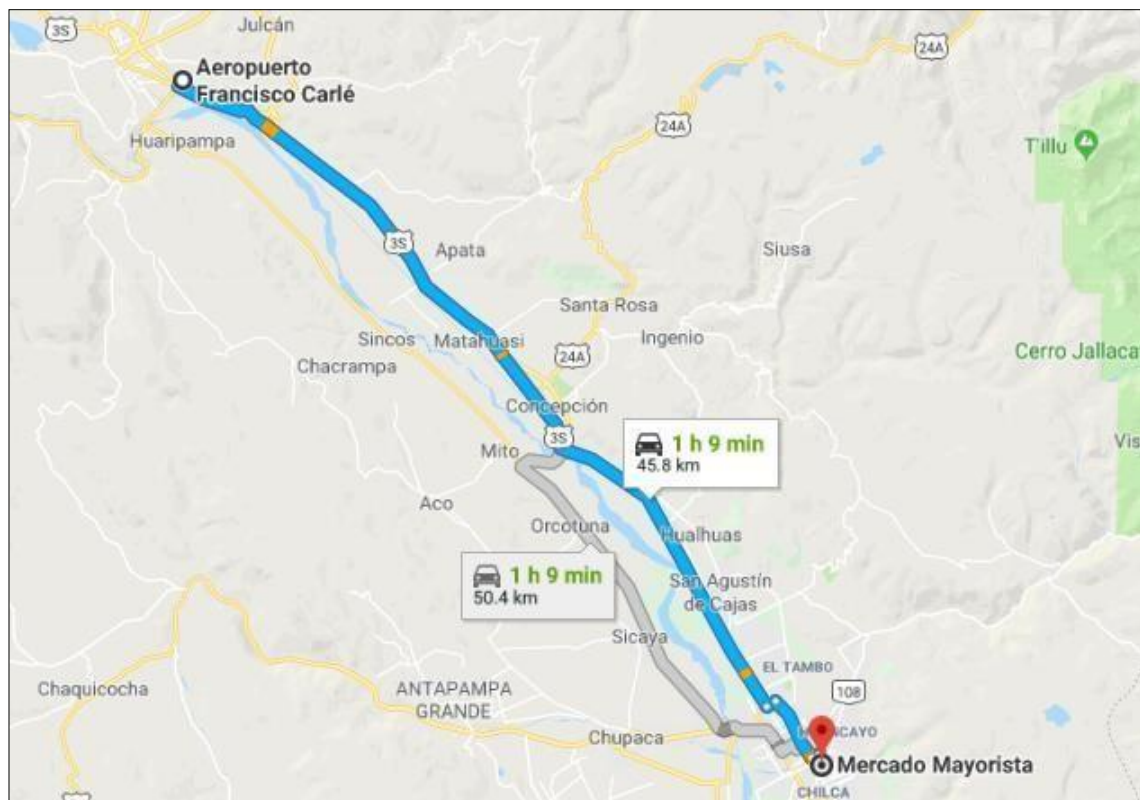 3S
Julcán
24A
Aeropuerto
Francisco Carlé
24A
T'illu
Huaripampa
3S
Apata
Siusa
Santa Rosa
Sincos
Matahuasi
Ingenio
Chacrampa
24A
Cerro Jallaca
Concepción
3S
1 h 9 min
45.8 km
Vis
Mito
Aco
Orcotuna
Hualhuas
1 h 9 min
50.4 km
San Agustín
de Cajas
Sicaya
EL TAMBO
Chaquicocha
ANTAPAMPA
GRANDE
108
Chupaca
Mercado Mayorista
CHILCA
3S